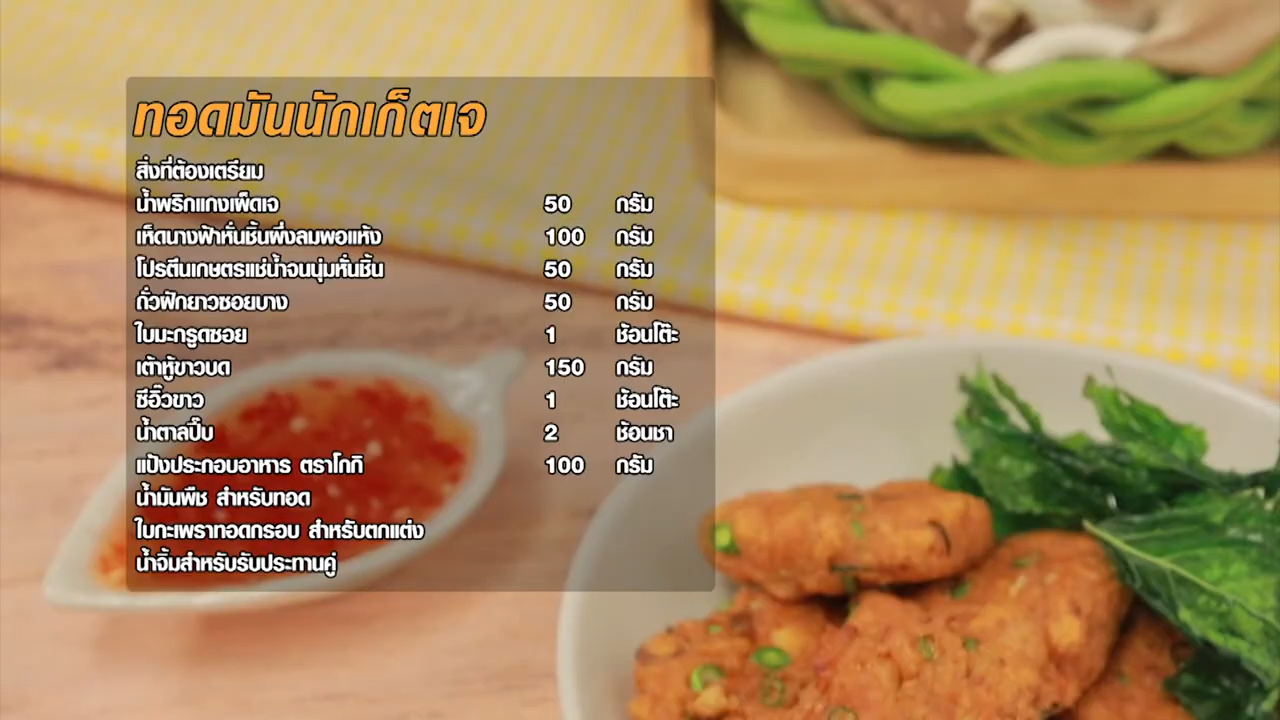 ทอดมันนักเก็ตเจ
สิ่งที่ต้องเตรียม
น้ำพริกแกงเผ็ดเจ 50 กรัม
เห็ดนางฟ้าหั่นชิ้นผึ่งลมพอแห้ง 100 กรัม
โปรตีนเกษตรแช่น้ำจนนุ่มหั่นชิ้น 50 กรัม
ถั่วฝักยาวซอยบาง 50 กรัม
ใบมะกรูดซอย 1 ช้อนโต๊ะ
เต้าหู้ขาวบด 150 กรัม
ซีอิ๊วขาว 1 ช้อนโต๊ะ
น้ำตาลปี๊บ 2 ช้อนชา
แป้งประกอบอาหาร ตราโกกิ 100 กรัม
น้ำมันพืช สำหรับทอด
ใบกะเพราทอดกรอบ สำหรับตกแต่ง
น้ำจิ้มสำหรับรับประทานคู่